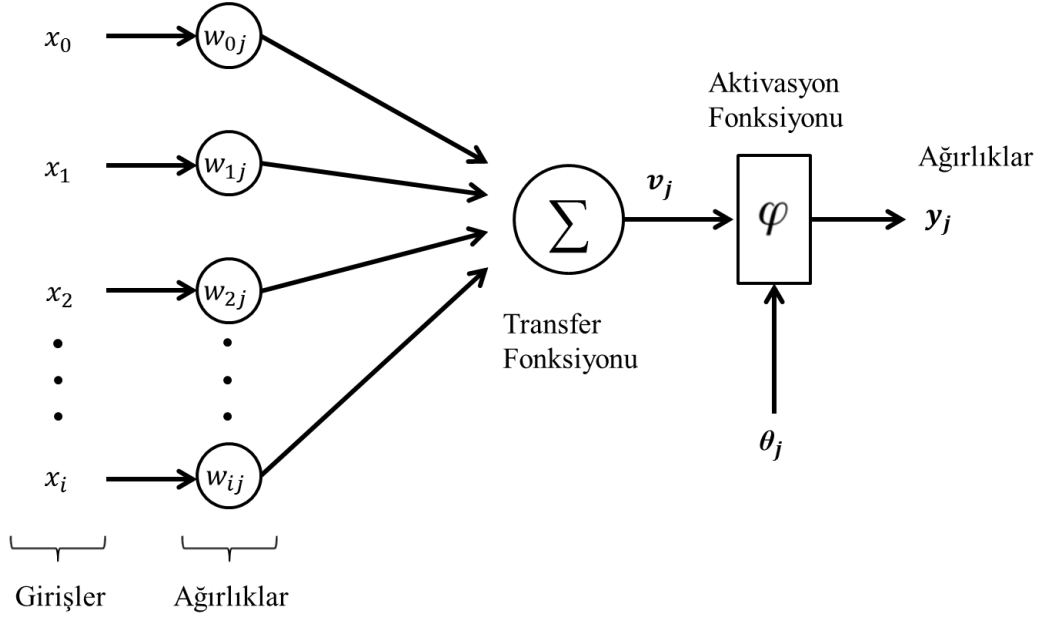 x₀ w₀ⱼ
Aktivasyon
Fonksiyonu
x₁ w₁ⱼ
Ağırlıklar
∑ vⱼ φ yⱼ
x₂ w₂ⱼ
Transfer
Fonksiyonu
θⱼ
xᵢ wᵢⱼ
Girişler Ağırlıklar